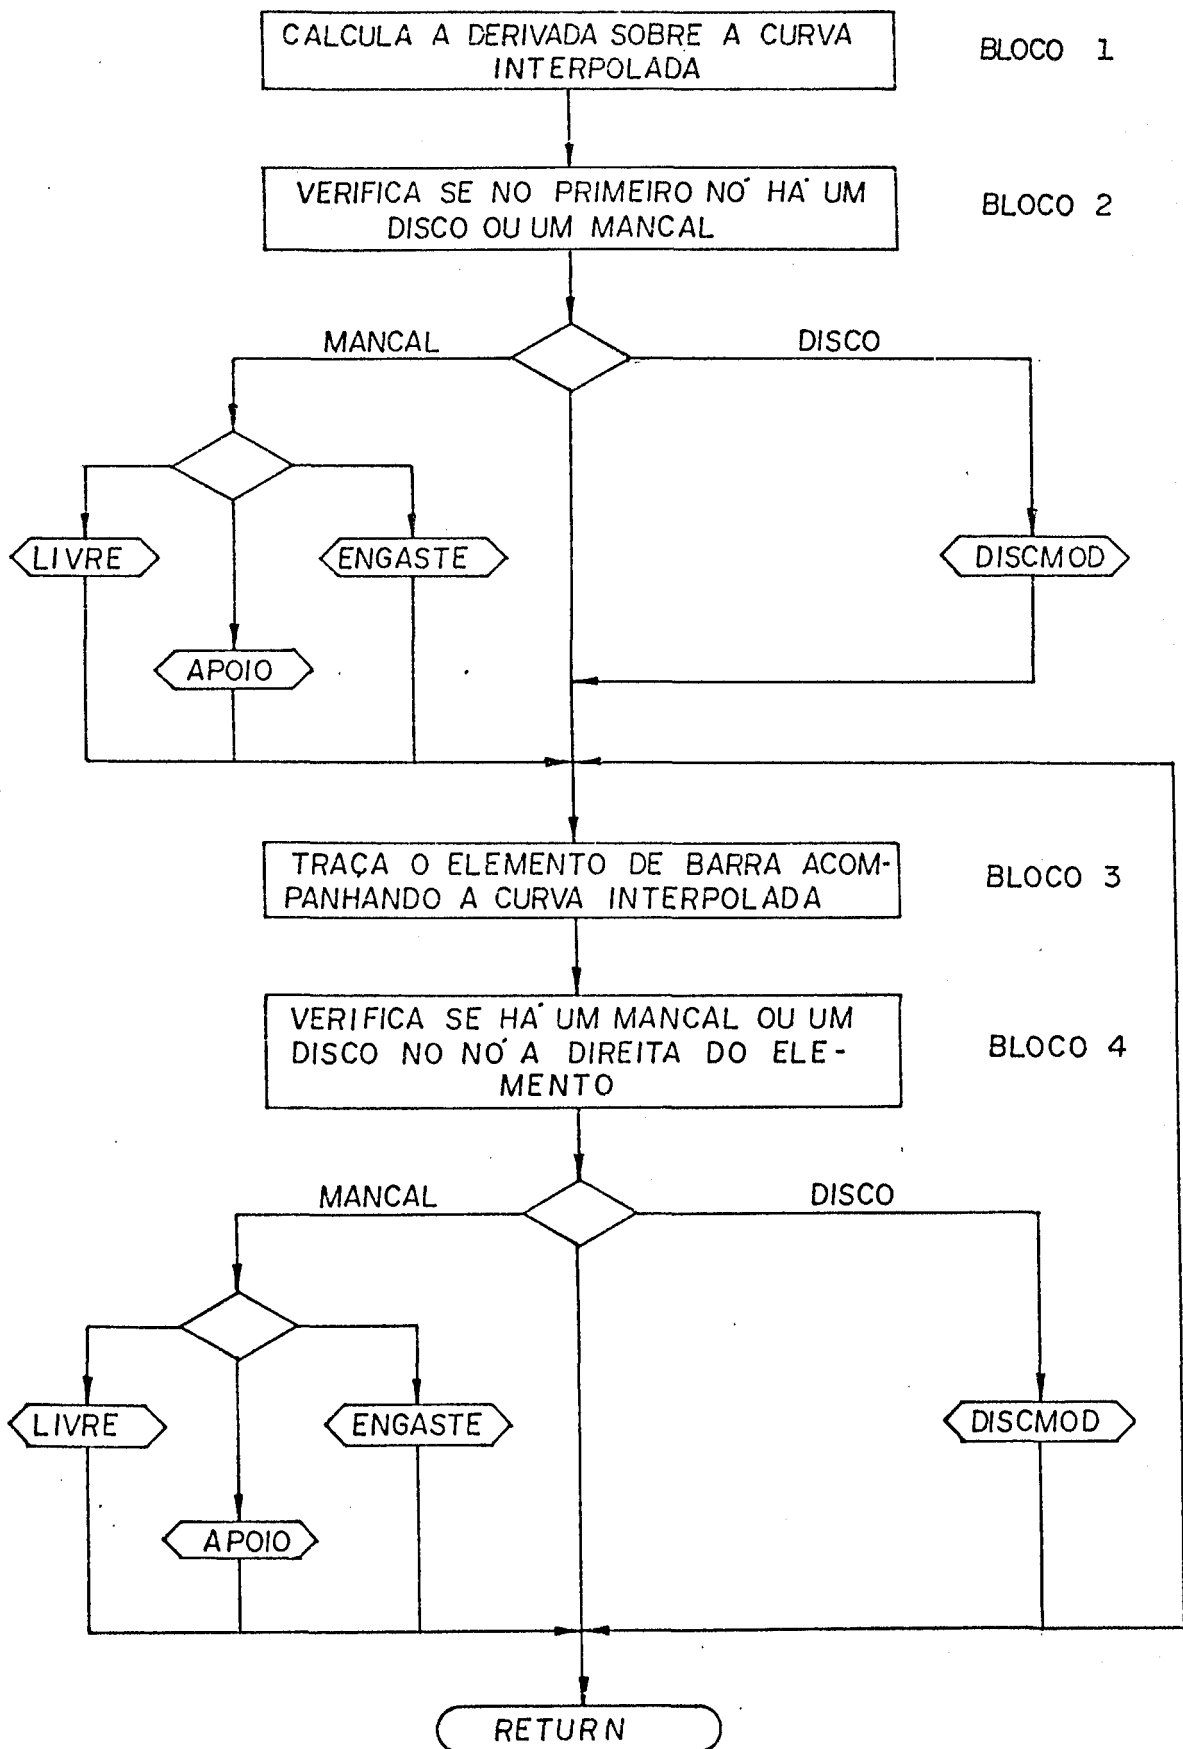 CALCULA A DERIVADA SOBRE A CURVA
INTERPOLADA
BLOCO 1
VERIFICA SE NO PRIMEIRO NÓ HÁ UM
DISCO OU UM MANCAL
BLOCO 2
MANCAL
DISCO
LIVRE
ENGASTE
DISCMOD
APOIO
TRAÇA O ELEMENTO DE BARRA ACOM-
PANHANDO A CURVA INTERPOLADA
BLOCO 3
VERIFICA SE HÁ UM MANCAL OU UM
DISCO NO NÓ A DIREITA DO ELE-
MENTO
BLOCO 4
MANCAL
DISCO
LIVRE
ENGASTE
DISCMOD
APOIO
RETURN